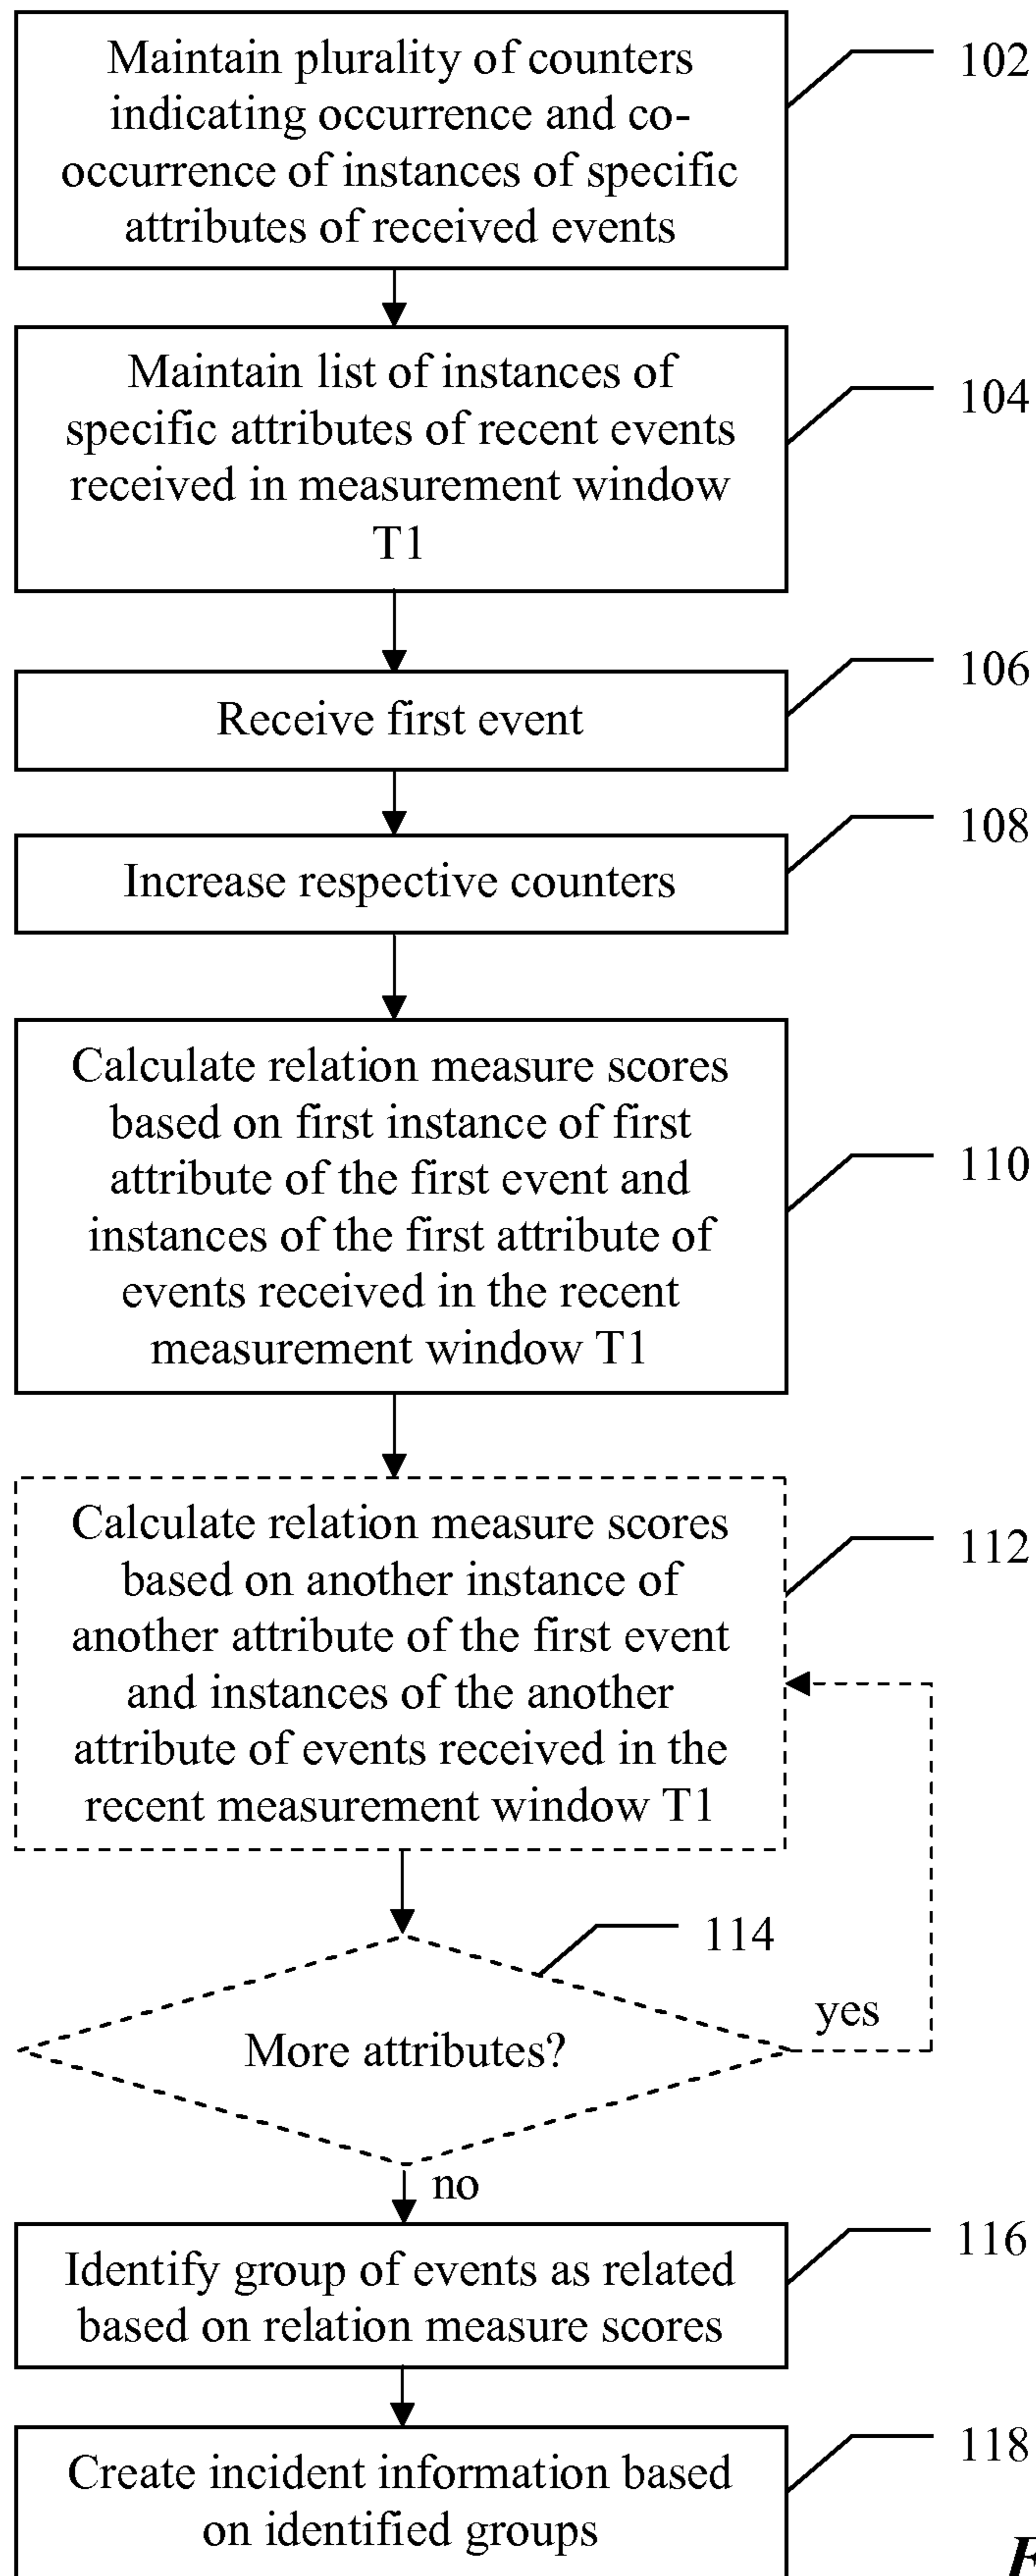 Maintain plurality of counters
indicating occurrence and co-
occurrence of instances of specific
attributes of received events
102
Maintain list of instances of
specific attributes of recent events
received in measurement window
T1
104
Receive first event
106
Increase respective counters
108
Calculate relation measure scores
based on first instance of first
attribute of the first event and
instances of the first attribute of
events received in the recent
measurement window T1
110
Calculate relation measure scores
based on another instance of
another attribute of the first event
and instances of the another
attribute of events received in the
recent measurement window T1
112
114
More attributes?
yes
no
Identify group of events as related
based on relation measure scores
116
Create incident information based
on identified groups
118